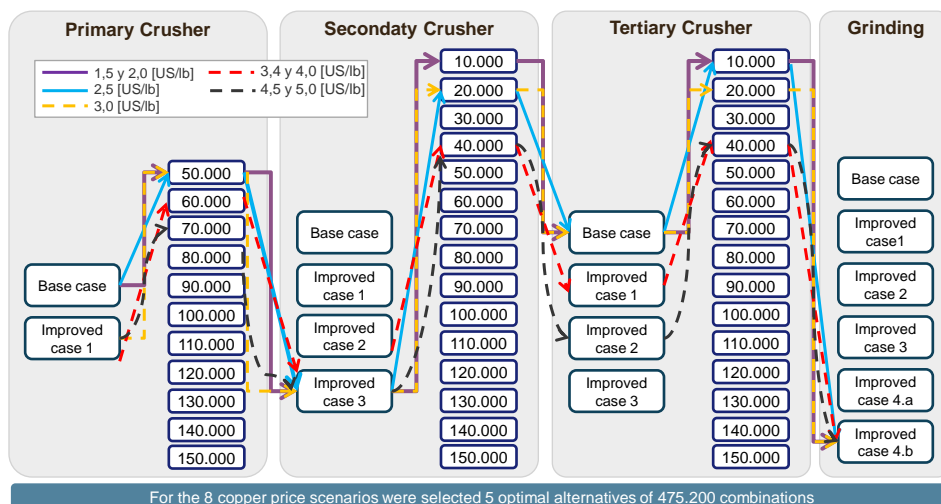 Primary Crusher
Secondaty Crusher
Tertiary Crusher
Grinding
1,5 y 2,0 [US/lb]
3,4 y 4,0 [US/lb]
2,5 [US/lb]
4,5 y 5,0 [US/lb]
3,0 [US/lb]
Base case
Improved
case 1
50.000
60.000
70.000
80.000
90.000
100.000
110.000
120.000
130.000
140.000
150.000
Base case
Improved
case 1
Improved
case 2
Improved
case 3
10.000
20.000
30.000
40.000
50.000
60.000
70.000
80.000
90.000
100.000
110.000
120.000
130.000
140.000
150.000
Base case
Improved
case 1
Improved
case 2
Improved
case 3
10.000
20.000
30.000
40.000
50.000
60.000
70.000
80.000
90.000
100.000
110.000
120.000
130.000
140.000
150.000
Base case
Improved
case1
Improved
case 2
Improved
case 3
Improved
case 4.a
Improved
case 4.b
For the 8 copper price scenarios were selected 5 optimal alternatives of 475.200 combinations